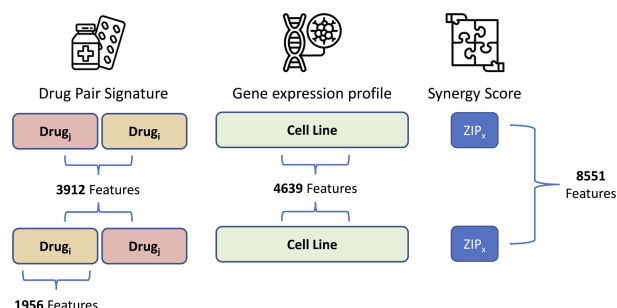 Drug Pair Signature
Gene expression profile
Synergy Score
Drugj
Drugi
Cell Line
ZIPx
3912 Features
4639 Features
8551
Features
Drugi
Drugj
Cell Line
ZIPx
1956 Features